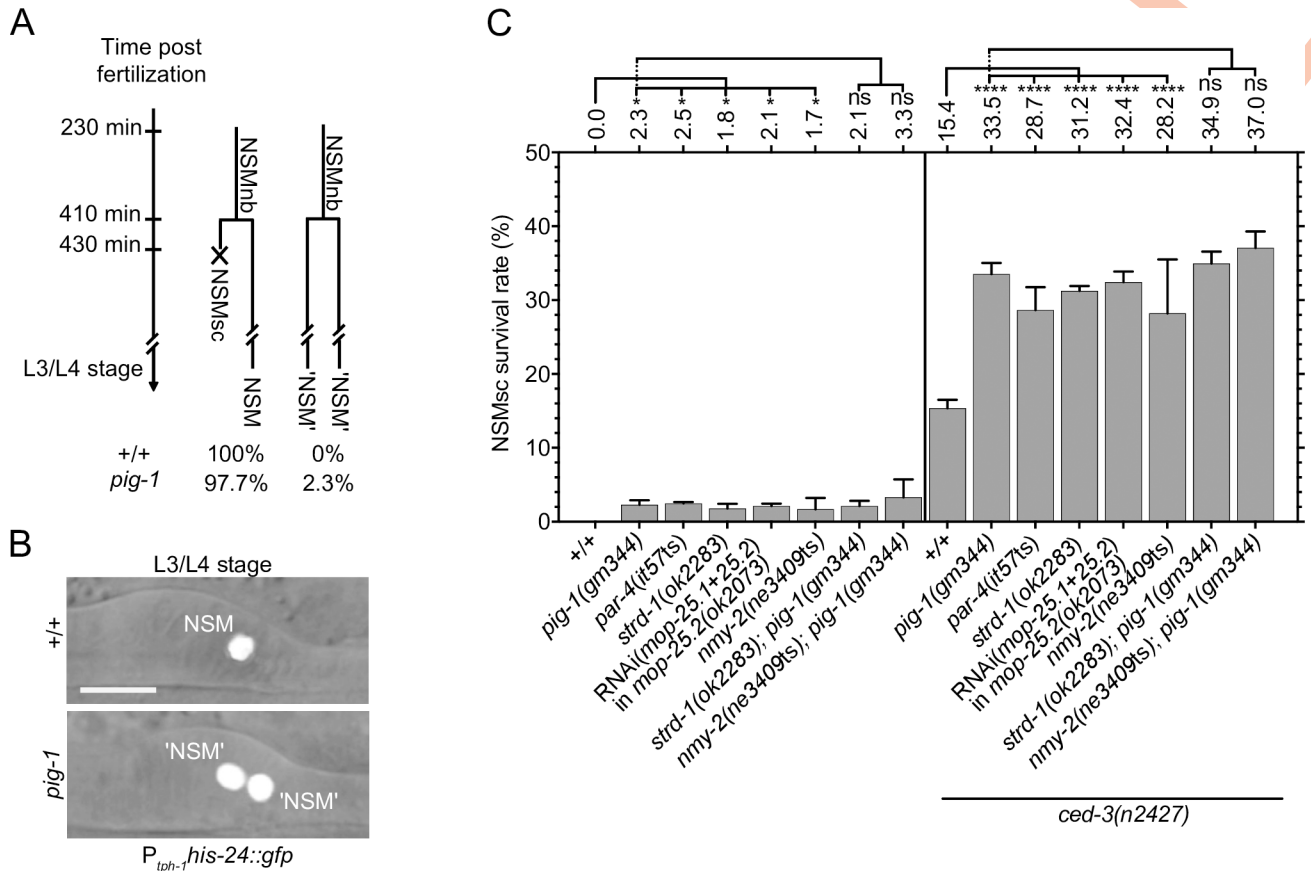 A
Time post
fertilization
230 min
410 min
430 min
L3/L4 stage
NSMnb
NSMsc
NSM
NSMnb
'NSM'
'NSM'
+/+ 100% 0%
pig-1 97.7% 2.3%
B
L3/L4 stage
+/+
NSM
pig-1
'NSM'
'NSM'
Ptph-1his-24::gfp
C
* * * * * ns ns **** **** **** **** **** ns ns
0.0 2.3 2.5 1.8 2.1 1.7 2.1 3.3 15.4 33.5 28.7 31.2 32.4 28.2 34.9 37.0
NSMsc survival rate (%)
50
40
30
20
10
0
+/+
pig-1(gm344)
par-4(it57ts)
strd-1(ok2283)
RNAi(mop-25.1+25.2)
in mop-25.2(ok2073)
nmy-2(ne3409ts)
strd-1(ok2283); pig-1(gm344)
nmy-2(ne3409ts); pig-1(gm344)
+/+
pig-1(gm344)
par-4(it57ts)
strd-1(ok2283)
RNAi(mop-25.1+25.2)
in mop-25.2(ok2073)
nmy-2(ne3409ts)
strd-1(ok2283); pig-1(gm344)
nmy-2(ne3409ts); pig-1(gm344)
ced-3(n2427)